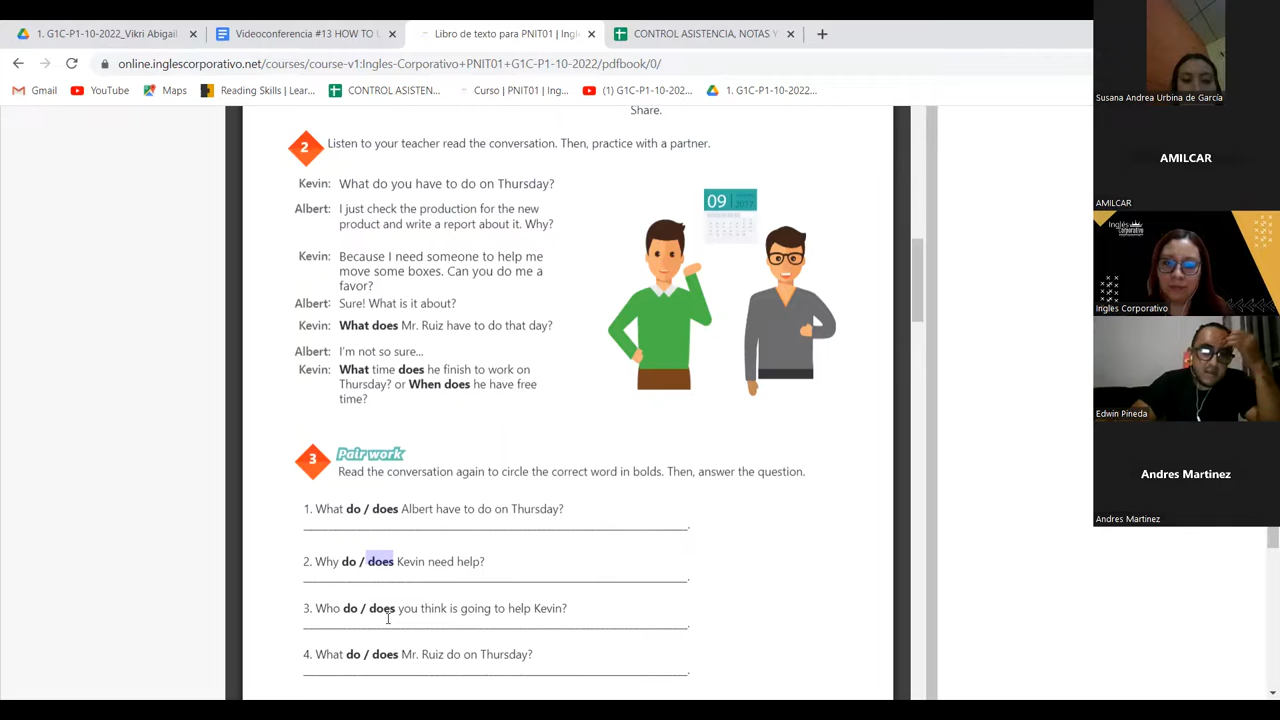 1. G1C-P1-10-2022_Vikri Abigail
Videoconferencia #13 HOW TO U
Libro de texto para PNIT01 | Ingl
CONTROL ASISTENCIA, NOTAS Y
online.inglescorporativo.net/courses/course-v1:Ingles-Corporativo+PNIT01+G1C-P1-10-2022/pdfbook/0/
Gmail
YouTube
Maps
Reading Skills | Lear...
CONTROL ASISTEN...
Curso | PNIT01 | Ing...
(1) G1C-P1-10-202...
1. G1C-P1-10-2022...
Share.
2
Listen to your teacher read the conversation. Then, practice with a partner.
Kevin: What do you have to do on Thursday?
Albert: I just check the production for the new
product and write a report about it. Why?
Kevin: Because I need someone to help me
move some boxes. Can you do me a
favor?
Albert: Sure! What is it about?
Kevin: What does Mr. Ruiz have to do that day?
Albert: I'm not so sure...
Kevin: What time does he finish to work on
Thursday? or When does he have free
time?
09
2017
3
Pair work
Read the conversation again to circle the correct word in bolds. Then, answer the question.
1. What do / does Albert have to do on Thursday?
2. Why do / does Kevin need help?
3. Who do / does you think is going to help Kevin?
4. What do / does Mr. Ruiz do on Thursday?
Susana Andrea Urbina de García
AMILCAR
AMILCAR
Inglés
Corporativo
Ingles Corporativo
Edwin Pineda
Andres Martinez
Andres Martinez